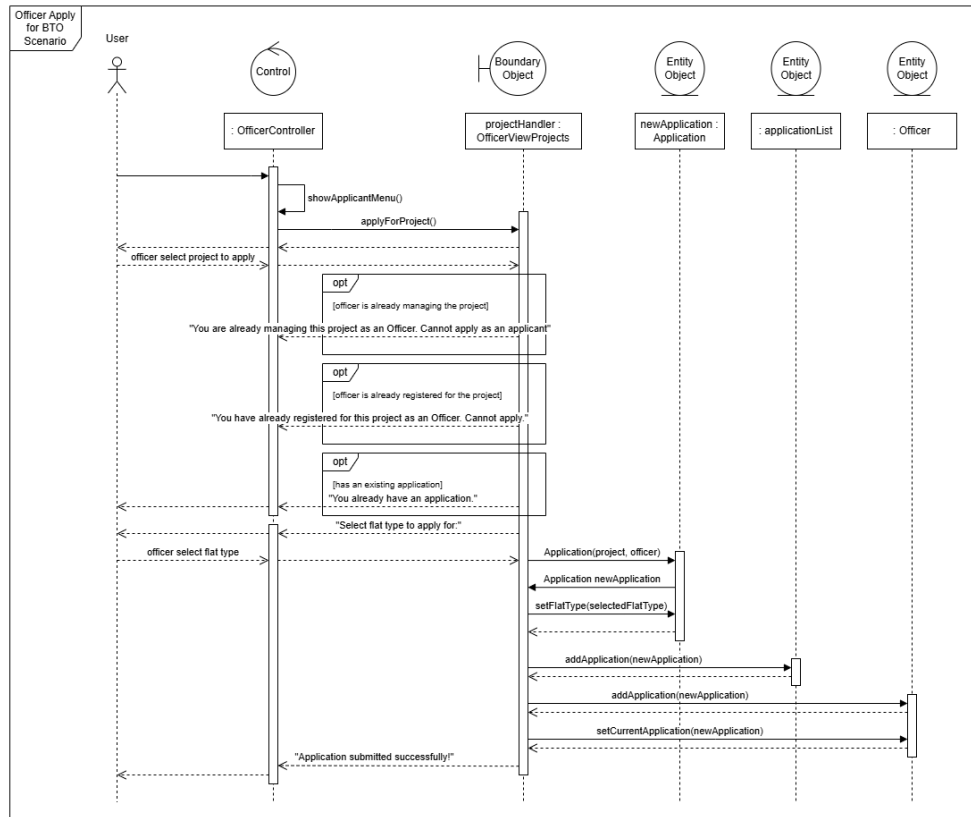 Officer Apply
for BTO
Scenario
User
Control
Boundary
Object
Entity
Object
Entity
Object
Entity
Object
: OfficerController
projectHandler :
OfficerViewProjects
newApplication :
Application
: applicationList
: Officer
showApplicantMenu()
applyForProject()
officer select project to apply
opt
[officer is already managing the project]
"You are already managing this project as an Officer. Cannot apply as an applicant"
opt
[officer is already registered for the project]
"You have already registered for this project as an Officer. Cannot apply."
opt
[has an existing application]
"You already have an application."
"Select flat type to apply for:"
officer select flat type
Application(project, officer)
Application newApplication
setFlatType(selectedFlatType)
addApplication(newApplication)
addApplication(newApplication)
setCurrentApplication(newApplication)
"Application submitted successfully!"